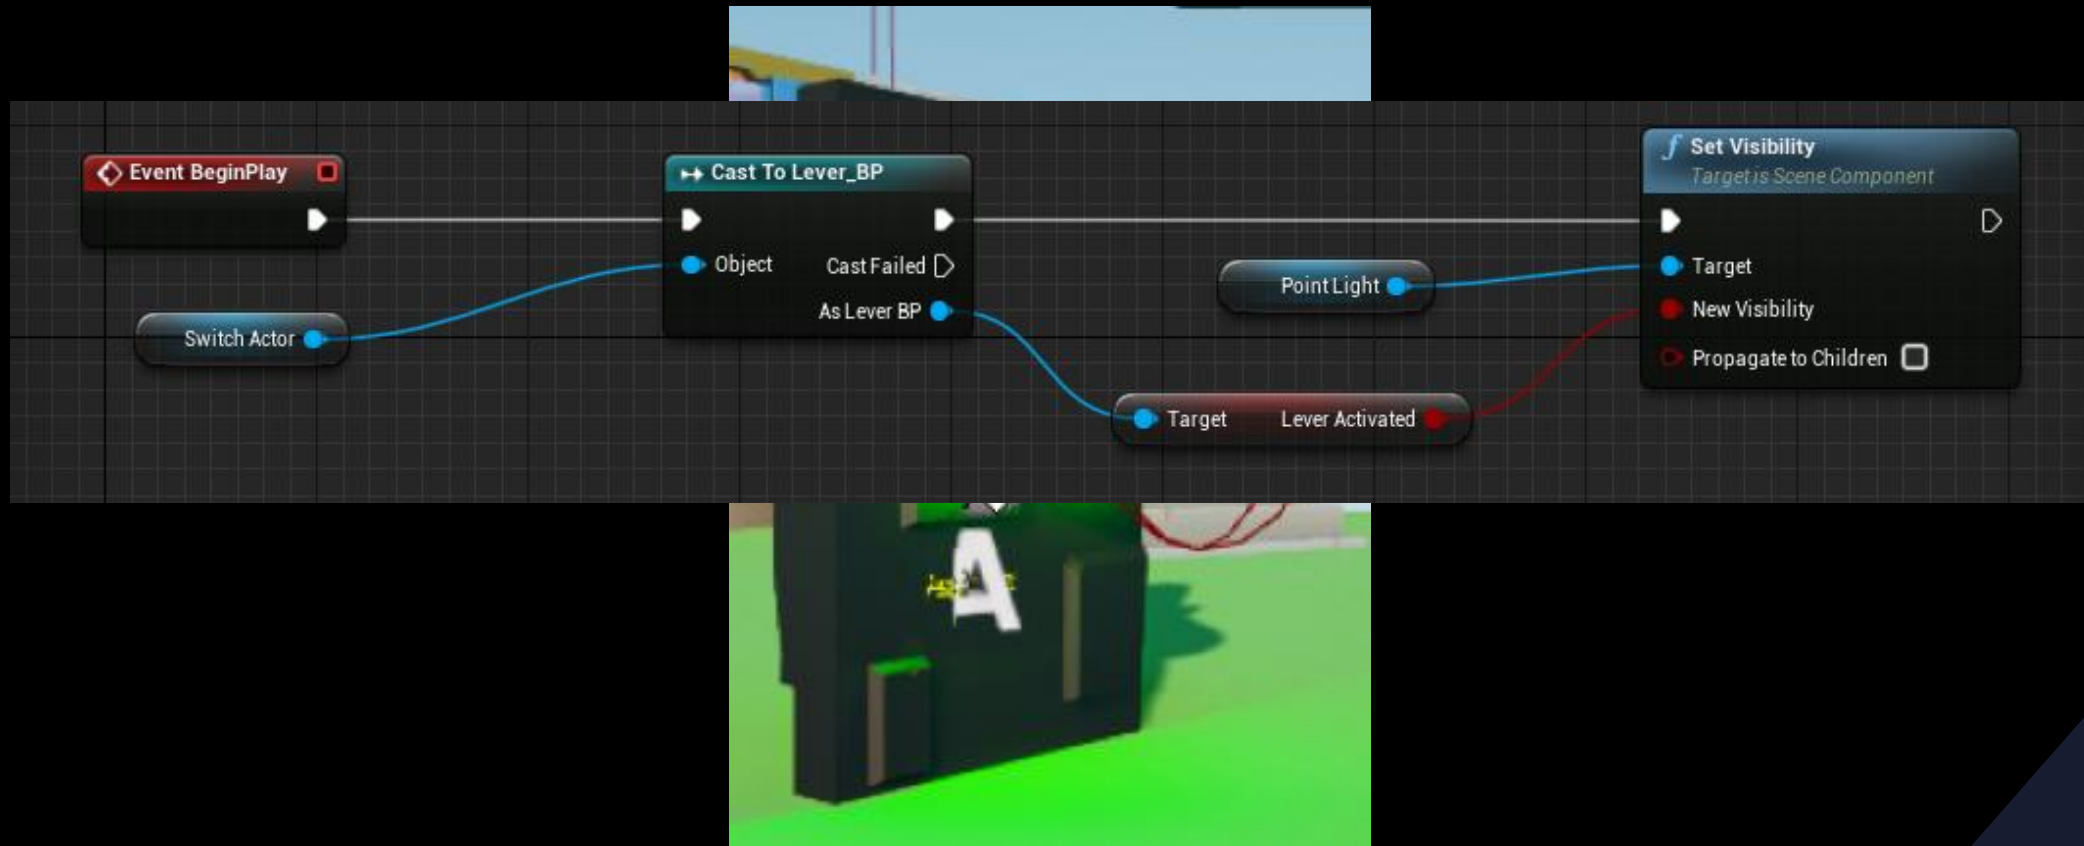 Event BeginPlay
Switch Actor
Cast To Lever_BP
Object
Cast Failed
As Lever BP
Point Light
Target
Lever Activated
Set Visibility
Target is Scene Component
Target
New Visibility
Propagate to Children
A